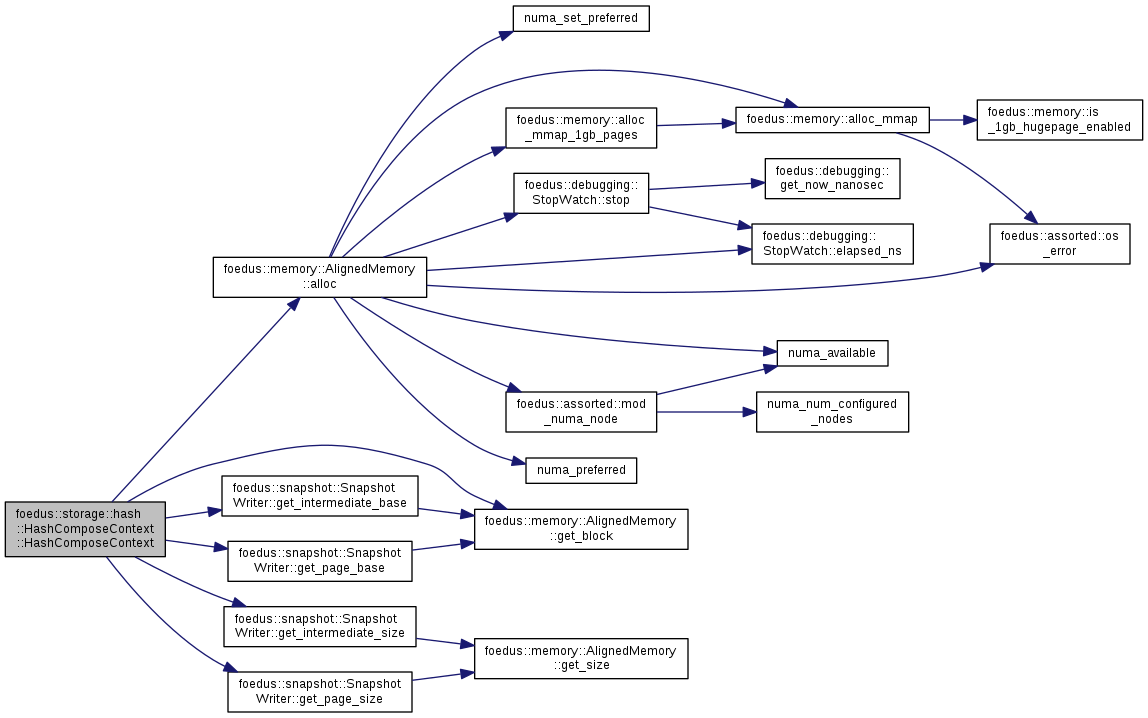 numa_set_preferred
foedus::memory::alloc_mmap
foedus::memory::is
_1gb_hugepage_enabled
foedus::memory::alloc
_mmap_1gb_pages
foedus::debugging::
get_now_nanosec
foedus::debugging::
StopWatch::stop
foedus::debugging::
StopWatch::elapsed_ns
foedus::assorted::os
_error
foedus::memory::AlignedMemory
::alloc
numa_available
foedus::assorted::mod
_numa_node
numa_num_configured
_nodes
numa_preferred
foedus::storage::hash
::HashComposeContext
::HashComposeContext
foedus::snapshot::Snapshot
Writer::get_intermediate_base
foedus::memory::AlignedMemory
::get_block
foedus::snapshot::Snapshot
Writer::get_page_base
foedus::snapshot::Snapshot
Writer::get_intermediate_size
foedus::memory::AlignedMemory
::get_size
foedus::snapshot::Snapshot
Writer::get_page_size